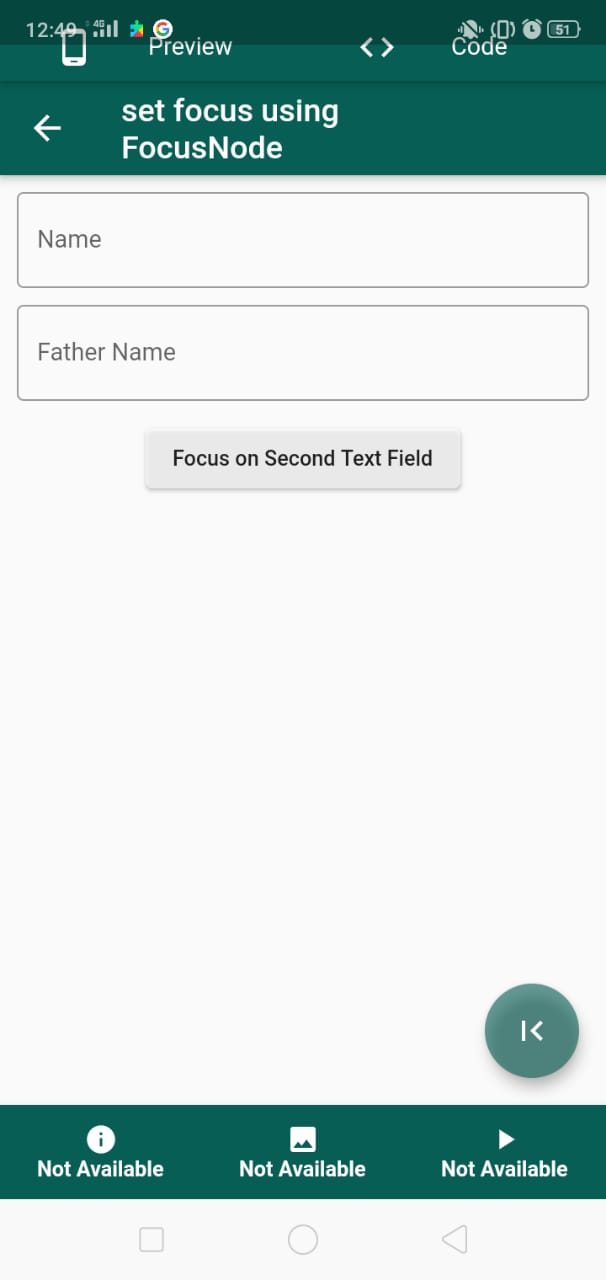 12:49 4G 51
Preview Code
set focus using
FocusNode
Name
Father Name
Focus on Second Text Field
Not Available Not Available Not Available